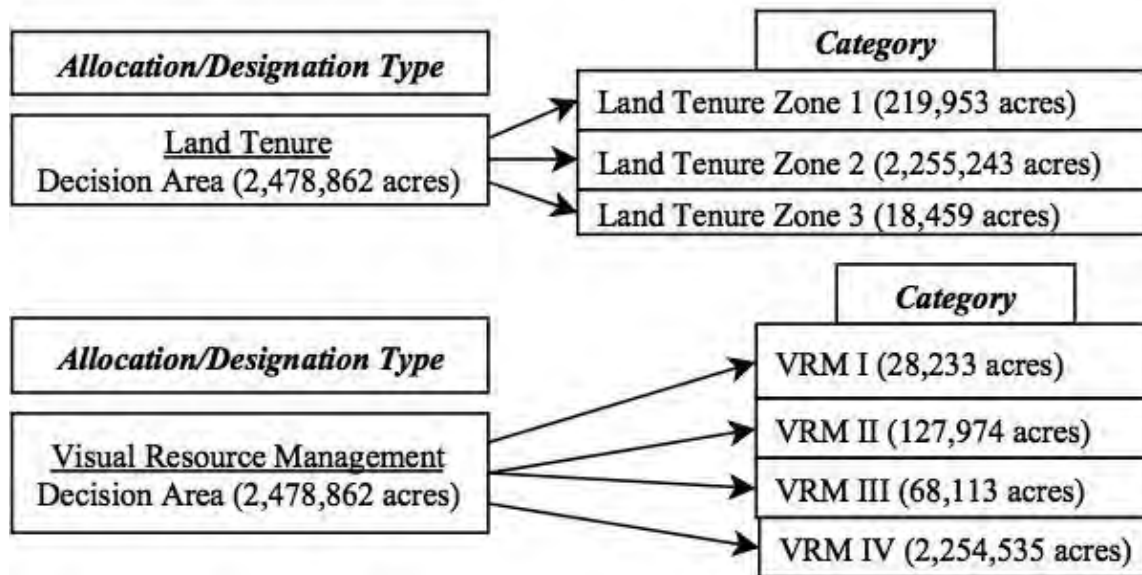 Allocation/Designation Type
Category
Land Tenure
Decision Area (2,478,862 acres)
Land Tenure Zone 1 (219,953 acres)
Land Tenure Zone 2 (2,255,243 acres)
Land Tenure Zone 3 (18,459 acres)
Allocation/Designation Type
Category
Visual Resource Management
Decision Area (2,478,862 acres)
VRM I (28,233 acres)
VRM II (127,974 acres)
VRM III (68,113 acres)
VRM IV (2,254,535 acres)